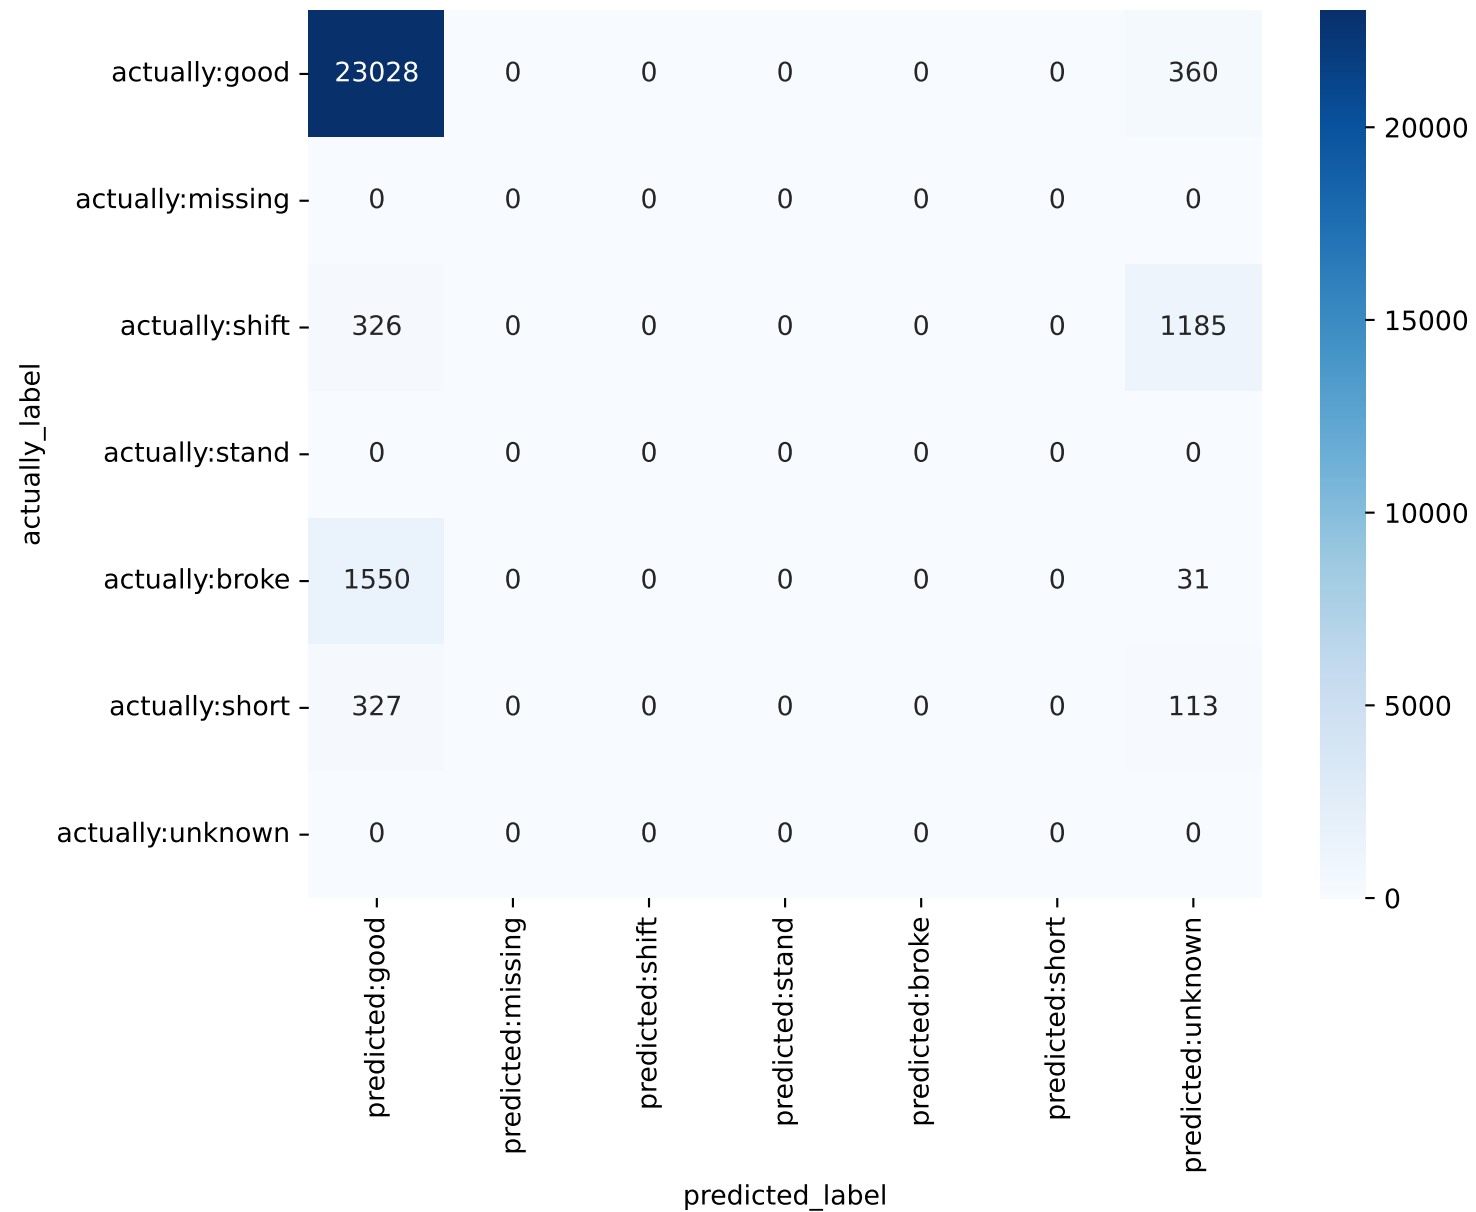 actually:good 23028 0 0 0 0 0 360
actually:missing 0 0 0 0 0 0 0
actually:shift 326 0 0 0 0 0 1185
actually:stand 0 0 0 0 0 0 0
actually:broke 1550 0 0 0 0 0 31
actually:short 327 0 0 0 0 0 113
actually:unknown 0 0 0 0 0 0 0
actually_label
predicted:good
predicted:missing
predicted:shift
predicted:stand
predicted:broke
predicted:short
predicted:unknown
predicted_label
20000
15000
10000
5000
0